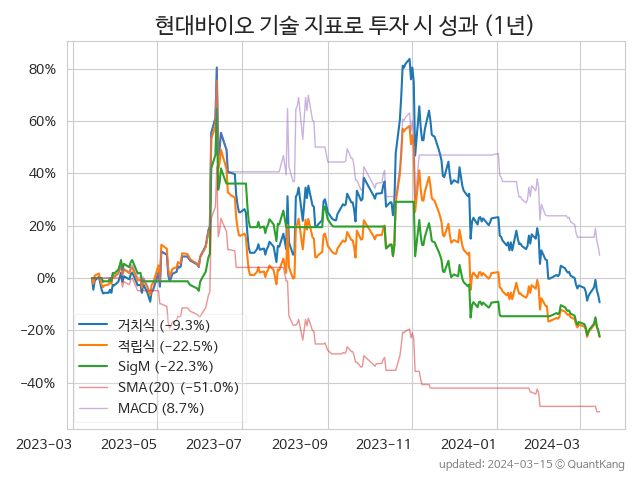 현대바이오 기술 지표로 투자 시 성과 (1년)
80%
60%
40%
20%
0%
−20%
−40%
거치식 (−9.3%)
적립식 (−22.5%)
SigM (−22.3%)
SMA(20) (−51.0%)
MACD (8.7%)
2023−03 2023−05 2023−07 2023−09 2023−11 2024−01 2024−03
updated: 2024−03−15 ⓒ QuantKang